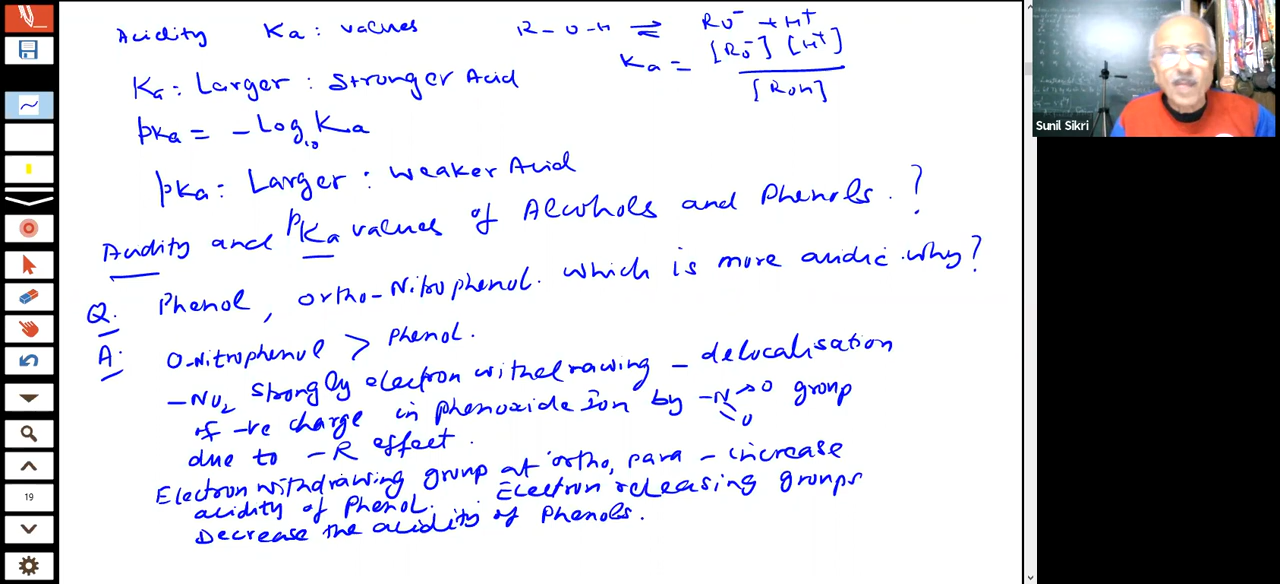 Acidity Ka : values R-O-H ⇌ RO⁻ + H⁺
Ka = [RO⁻] [H⁺] / [ROH]
Ka : Larger : Stronger Acid
pKa = - Log₁₀ Ka
pKa : Larger : Weaker Acid
Acidity and pKa values of Alcohols and Phenols. ?
Q. Phenol, ortho-Nitrophenol. which is more acidic. why?
A. O-Nitrophenol > Phenol.
-NO₂ strongly electron withdrawing - delocalisation
of -ve charge in phenoxide ion by -N→O group
=O
due to -R effect.
Electron withdrawing group at ortho, para - increase
acidity of Phenol. Electron releasing groups
Decrease the acidity of Phenols.
Sunil Sikri
19